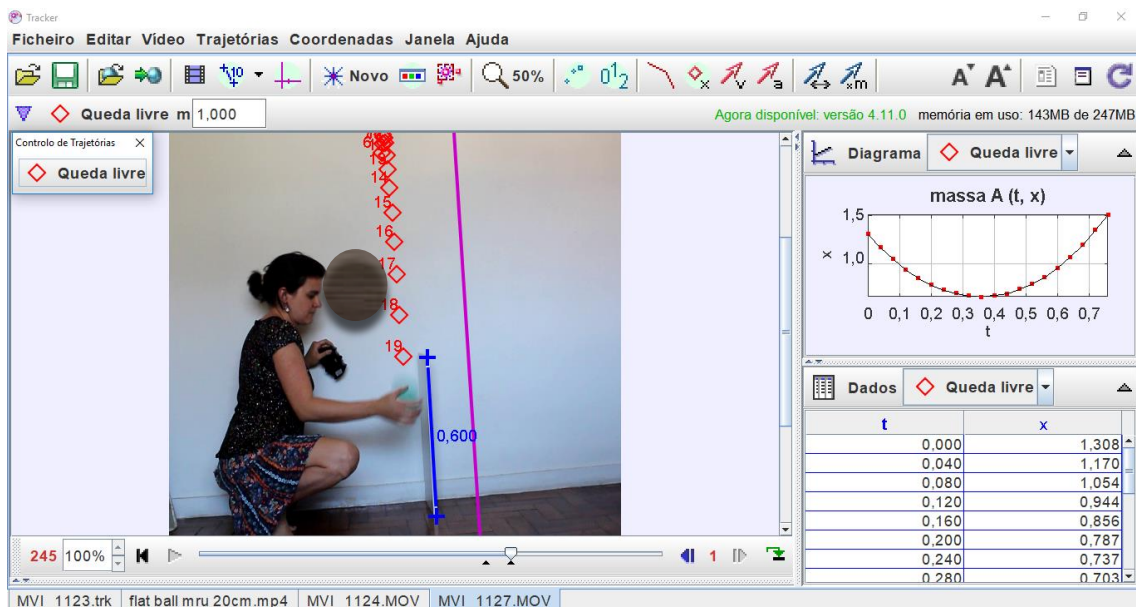 Tracker
Ficheiro Editar Vídeo Trajetórias Coordenadas Janela Ajuda
Novo 50%
Queda livre m 1,000
Agora disponível: versão 4.11.0 memória em uso: 143MB de 247MB
Controlo de Trajetórias
Queda livre
13
14
15
16
17
18
19
0,600
Diagrama Queda livre
massa A (t, x)
1,5
1,0
x
0 0,1 0,2 0,3 0,4 0,5 0,6 0,7
t
Dados Queda livre
t x
0,000 1,308
0,040 1,170
0,080 1,054
0,120 0,944
0,160 0,856
0,200 0,787
0,240 0,737
0,280 0,703
245 100% 1
MVI_1123.trk flat ball mru 20cm.mp4 MVI_1124.MOV MVI_1127.MOV